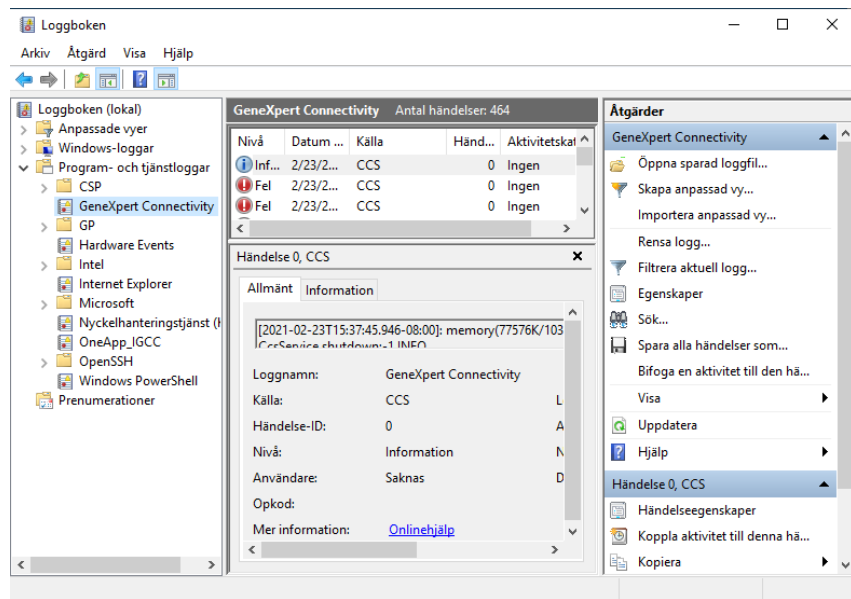 Loggboken
Arkiv Åtgärd Visa Hjälp
Loggboken (lokal)
Anpassade vyer
Windows-loggar
Program- och tjänstloggar
CSP
GeneXpert Connectivity
GP
Hardware Events
Intel
Internet Explorer
Microsoft
Nyckelhanteringstjänst (
OneApp_IGCC
OpenSSH
Windows PowerShell
Prenumerationer
GeneXpert Connectivity Antal händelser: 464
Nivå Datum ... Källa Händ... Aktivitetskat
Inf... 2/23/2... CCS 0 Ingen
Fel 2/23/2... CCS 0 Ingen
Fel 2/23/2... CCS 0 Ingen
Händelse 0, CCS
Allmänt Information
[2021-02-23T15:37:45.946-08:00]: memory(77576K/103
CcsService shutdown:-1 INFO
Loggnamn: GeneXpert Connectivity
Källa: CCS L
Händelse-ID: 0 A
Nivå: Information N
Användare: Saknas D
Opkod:
Mer information: Onlinehjälp
Åtgärder
GeneXpert Connectivity
Öppna sparad loggfil...
Skapa anpassad vy...
Importera anpassad vy...
Rensa logg...
Filtrera aktuell logg...
Egenskaper
Sök...
Spara alla händelser som...
Bifoga en aktivitet till den hä...
Visa
Uppdatera
Hjälp
Händelse 0, CCS
Händelseegenskaper
Koppla aktivitet till denna hä...
Kopiera